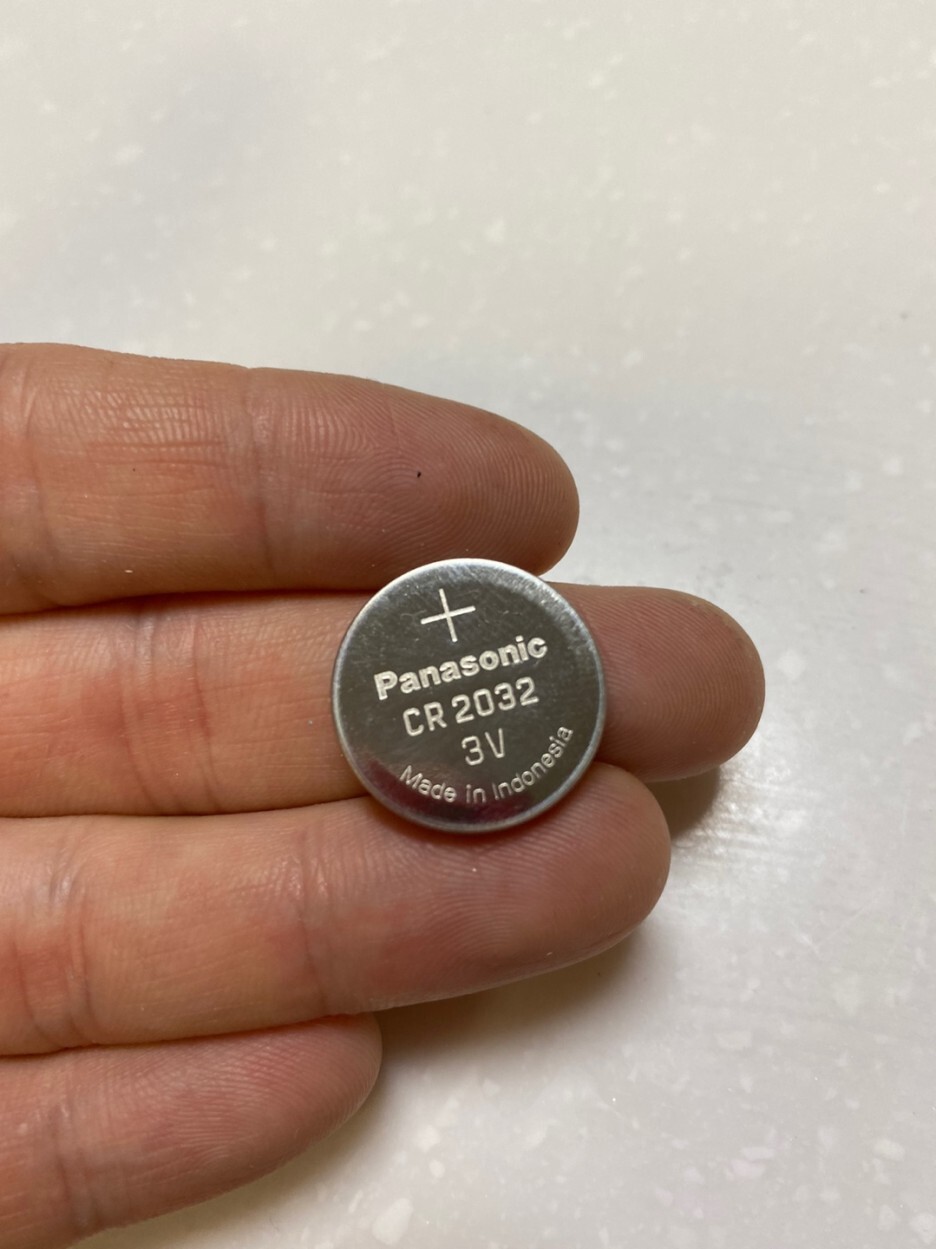 +
Panasonic
CR 2032
3V
Made in Indonesia